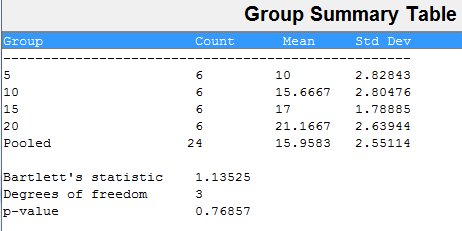 Group Summary Table
Group Count Mean Std Dev
---------------------------------------------------
5 6 10 2.82843
10 6 15.6667 2.80476
15 6 17 1.78885
20 6 21.1667 2.63944
Pooled 24 15.9583 2.55114
Bartlett's statistic 1.13525
Degrees of freedom 3
p-value 0.76857